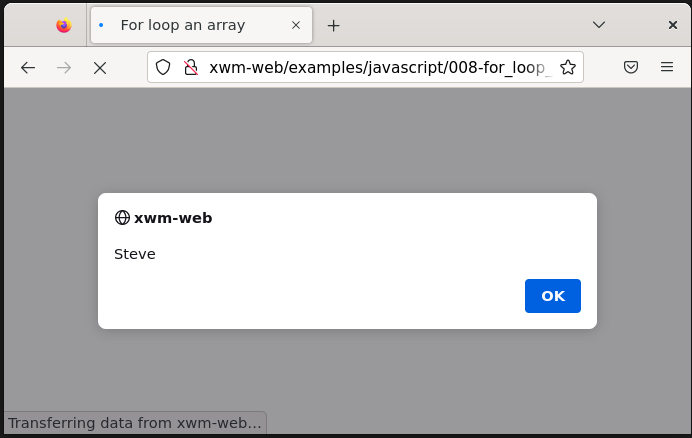 For loop an array
xwm-web/examples/javascript/008-for_loop_
xwm-web
Steve
OK
Transferring data from xwm-web...